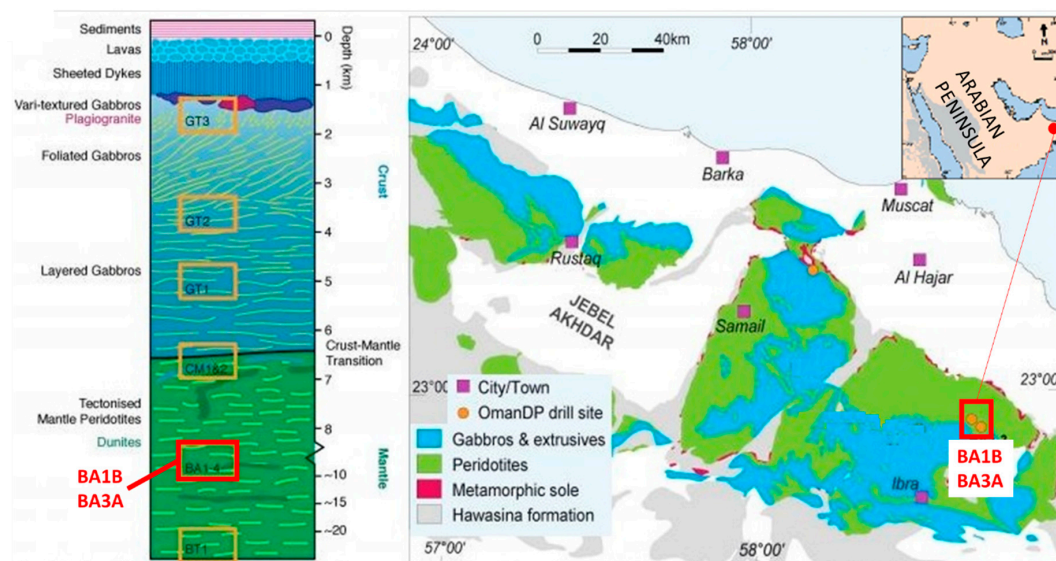 Sediments
Lavas
Sheeted Dykes
Vari-textured Gabbros
Plagiogranite
Foliated Gabbros
Layered Gabbros
Crust-Mantle
Transition
Tectonised
Mantle Peridotites
Dunites
BA1B
BA3A
GT3
GT2
GT1
CM1&2
BA1-4
BT1
Depth (km)
0
1
2
3
4
5
6
7
8
~10
~15
~20
Crust
Mantle
24°00'
0 20 40km
58°00'
Al Suwayq
Barka
Muscat
Rustaq
Al Hajar
JEBEL
AKHDAR
Samail
23°00'
23°00'
City/Town
OmanDP drill site
Gabbros & extrusives
Peridotites
Metamorphic sole
Hawasina formation
BA1B
BA3A
Ibra
57°00'
58°00'
ARABIAN
PENINSULA
N